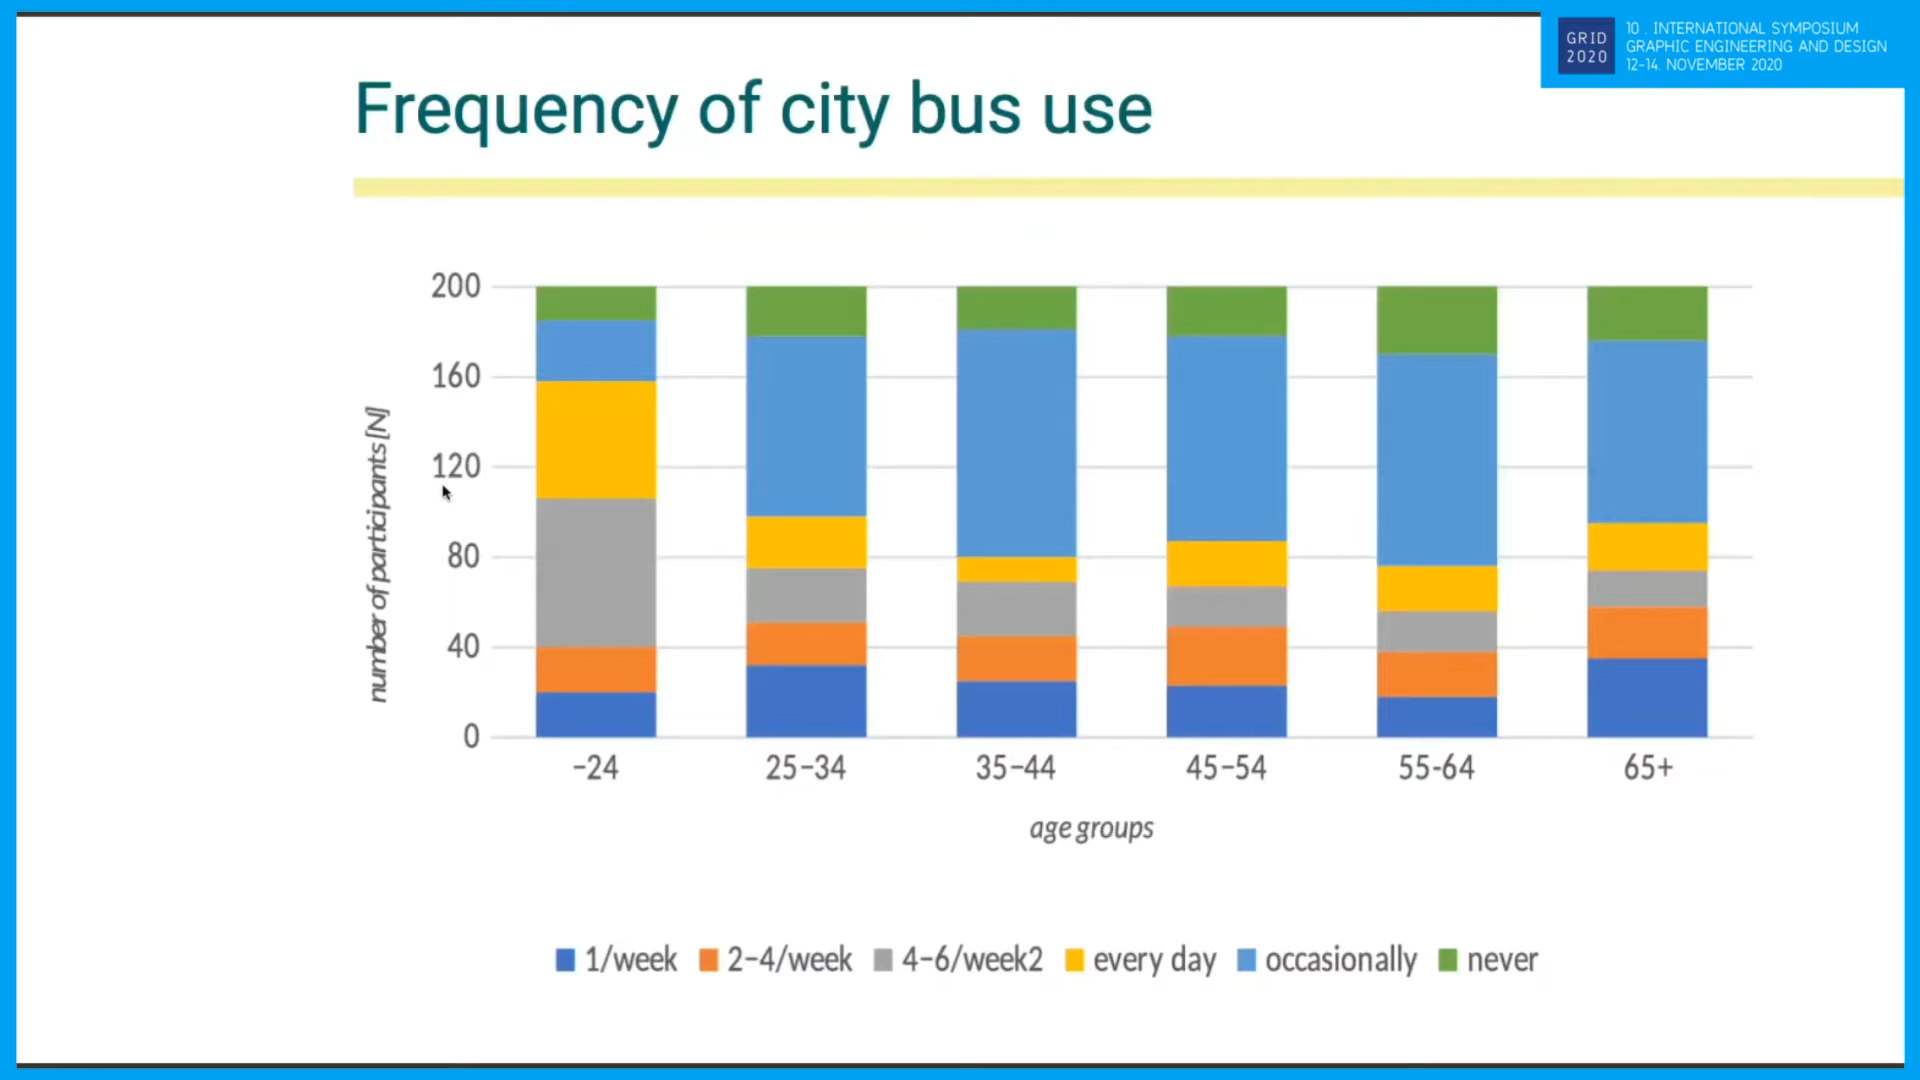 GRID
2020
10 . INTERNATIONAL SYMPOSIUM
GRAPHIC ENGINEERING AND DESIGN
12-14. NOVEMBER 2020
Frequency of city bus use
number of participants [N]
200
160
120
80
40
0
−24
25−34
35−44
45−54
55-64
65+
age groups
1/week
2−4/week
4−6/week2
every day
occasionally
never